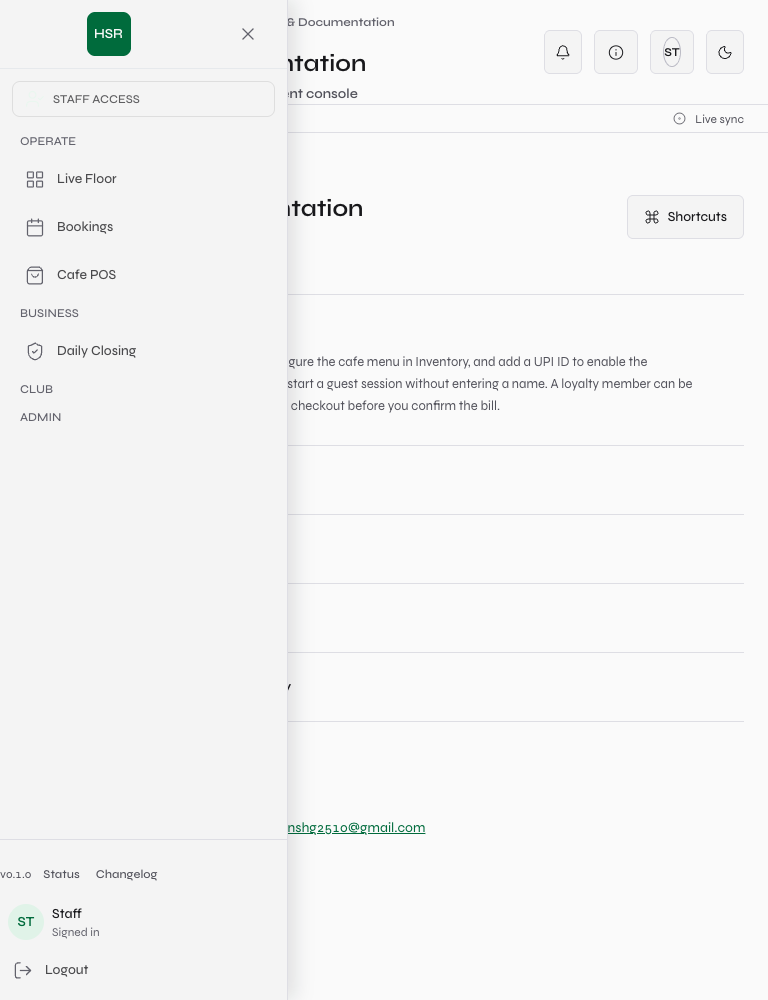 HSR
STAFF ACCESS
OPERATE
Live Floor
Bookings
Cafe POS
BUSINESS
Daily Closing
CLUB
ADMIN
v0.1.0 Status Changelog
ST
Staff
Signed in
Logout
& Documentation
ntation
ent console
ST
Live sync
ntation
Shortcuts
gure the cafe menu in Inventory, and add a UPI ID to enable the
start a guest session without entering a name. A loyalty member can be
checkout before you confirm the bill.
y
nshg2510@gmail.com